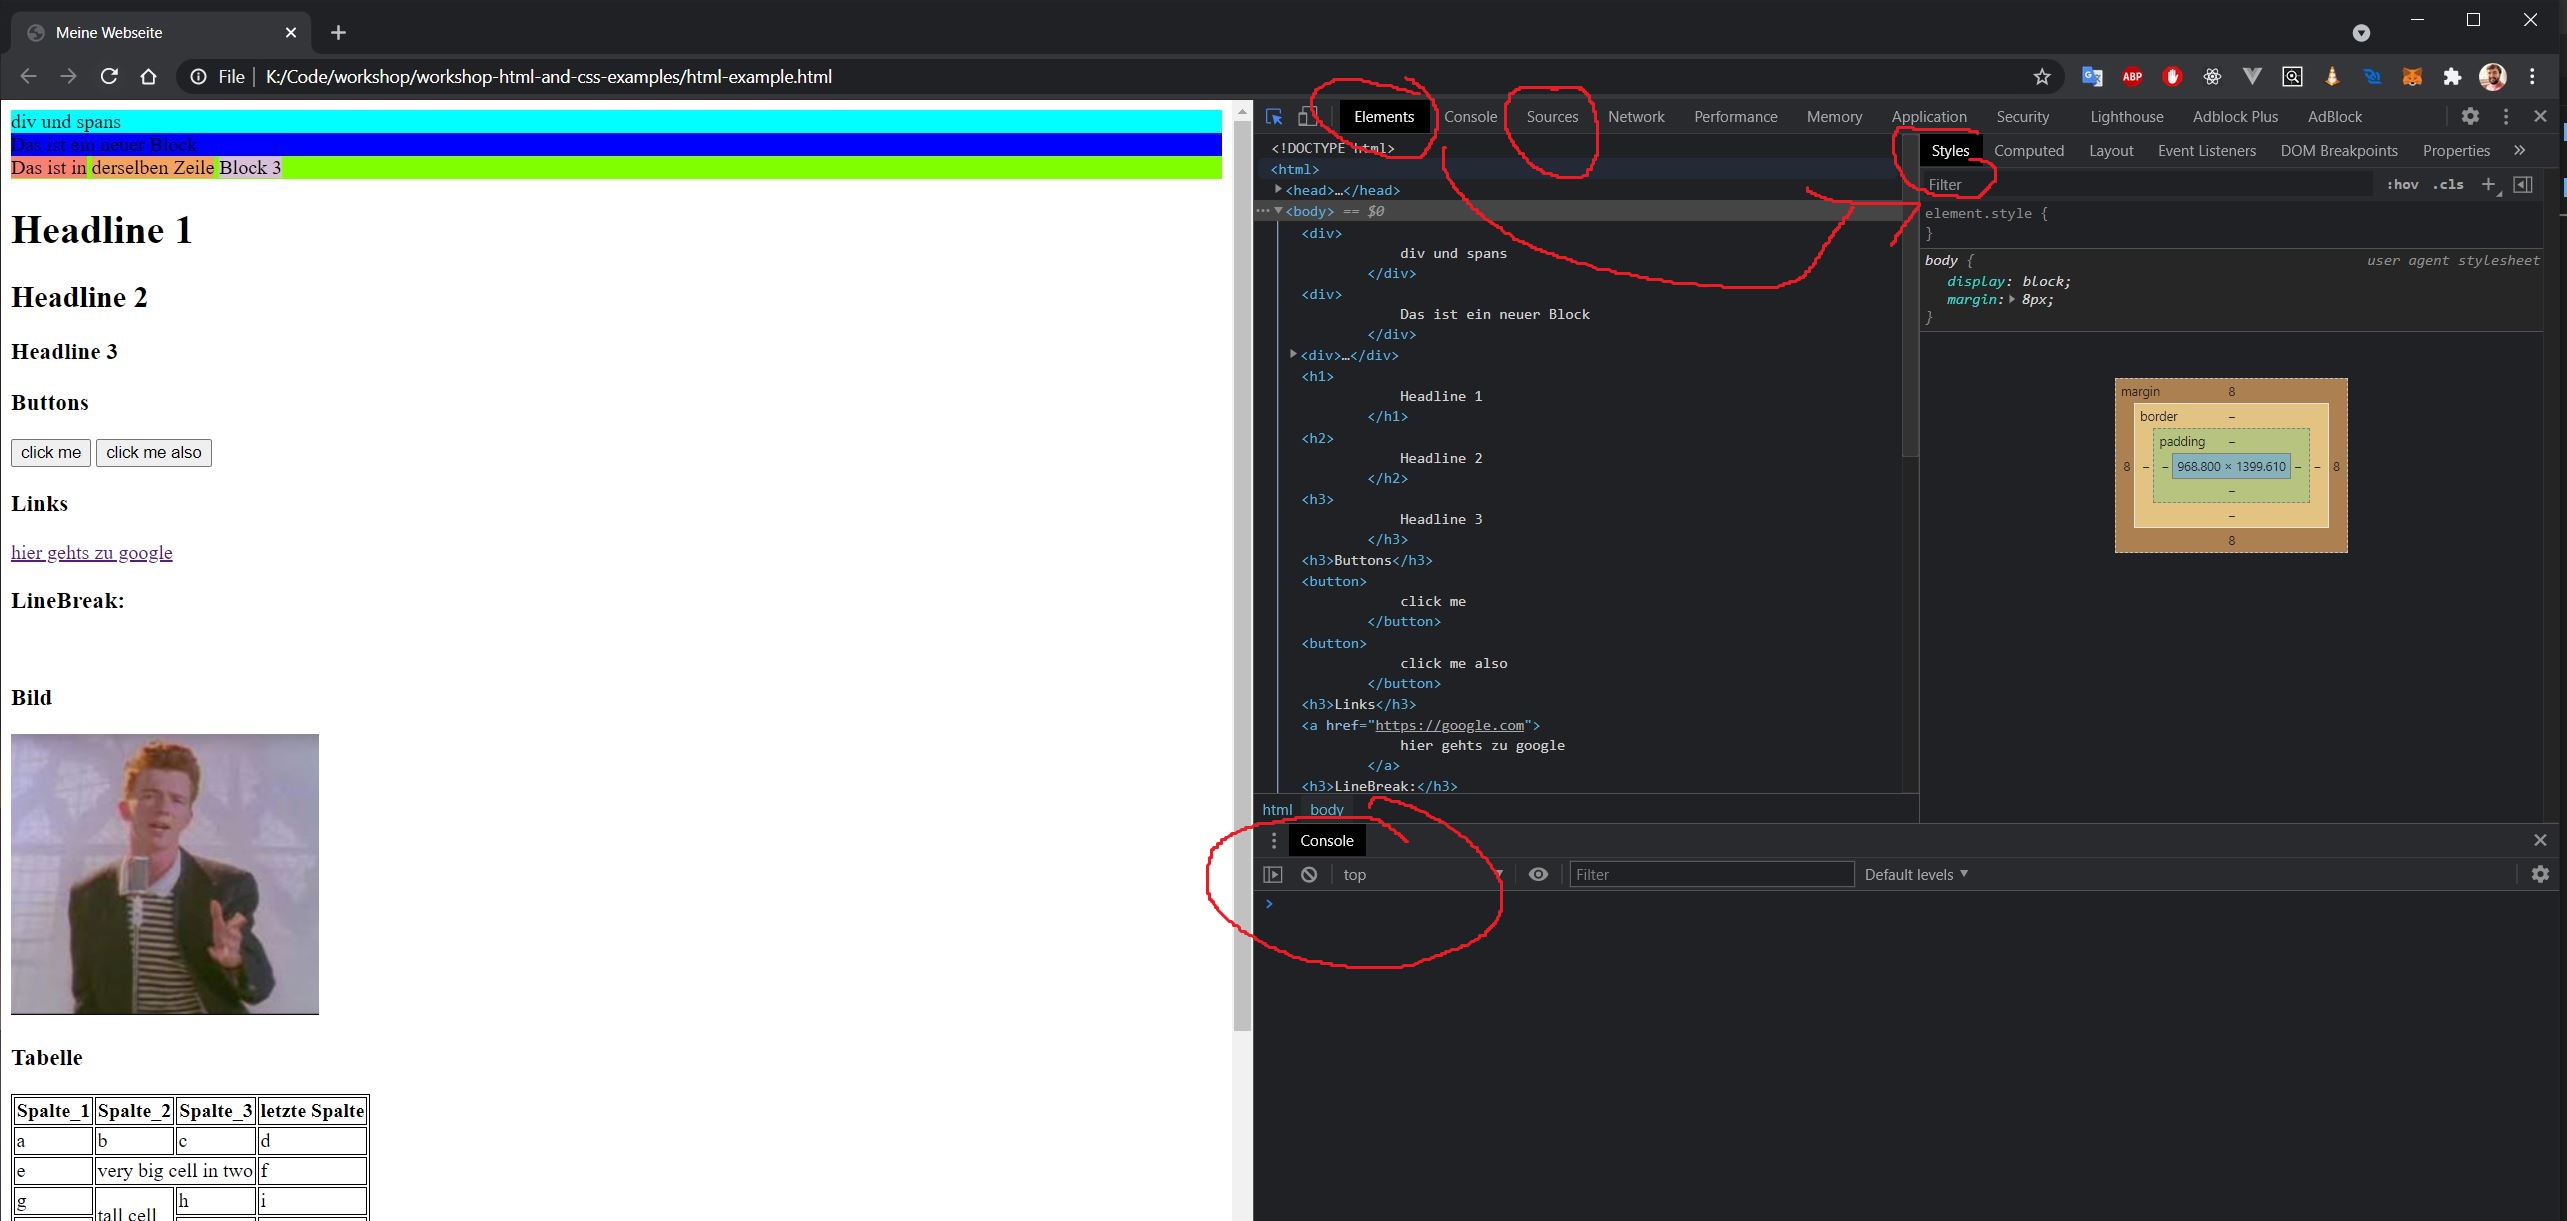 Meine Webseite
File | K:/Code/workshop/workshop-html-and-css-examples/html-example.html
ABP
div und spans
Das ist ein neuer Block
Das ist in derselben Zeile Block 3
Headline 1
Headline 2
Headline 3
Buttons
click me click me also
Links
hier gehts zu google
LineBreak:
Bild
Tabelle
Spalte_1 Spalte_2 Spalte_3 letzte Spalte
a b c d
e very big cell in two f
g tall cell h i
Elements Console Sources Network Performance Memory Application Security Lighthouse Adblock Plus AdBlock
<!DOCTYPE html>
<html>
<head>…</head>
<body> == $0
<div>
div und spans
</div>
<div>
Das ist ein neuer Block
</div>
<div>…</div>
<h1>
Headline 1
</h1>
<h2>
Headline 2
</h2>
<h3>
Headline 3
</h3>
<h3>Buttons</h3>
<button>
click me
</button>
<button>
click me also
</button>
<h3>Links</h3>
<a href="https://google.com">
hier gehts zu google
</a>
<h3>LineBreak:</h3>
html body
Styles Computed Layout Event Listeners DOM Breakpoints Properties »
Filter :hov .cls +
element.style {
}
body { user agent stylesheet
display: block;
margin: 8px;
}
margin 8
border –
padding –
8 – – 968.800 × 1399.610 – – 8
–
–
8
Console
top Filter Default levels
>